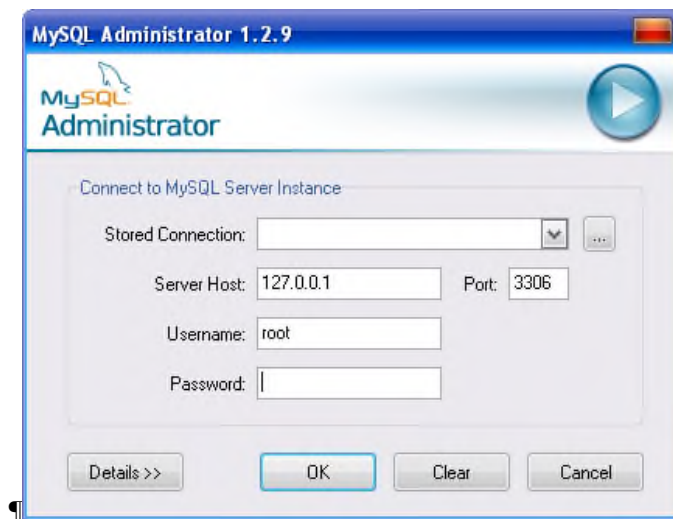 MySQL Administrator 1.2.9
MySQL
Administrator
Connect to MySQL Server Instance
Stored Connection:
...
Server Host: 127.0.0.1 Port: 3306
Username: root
Password:
Details >> OK Clear Cancel
¶